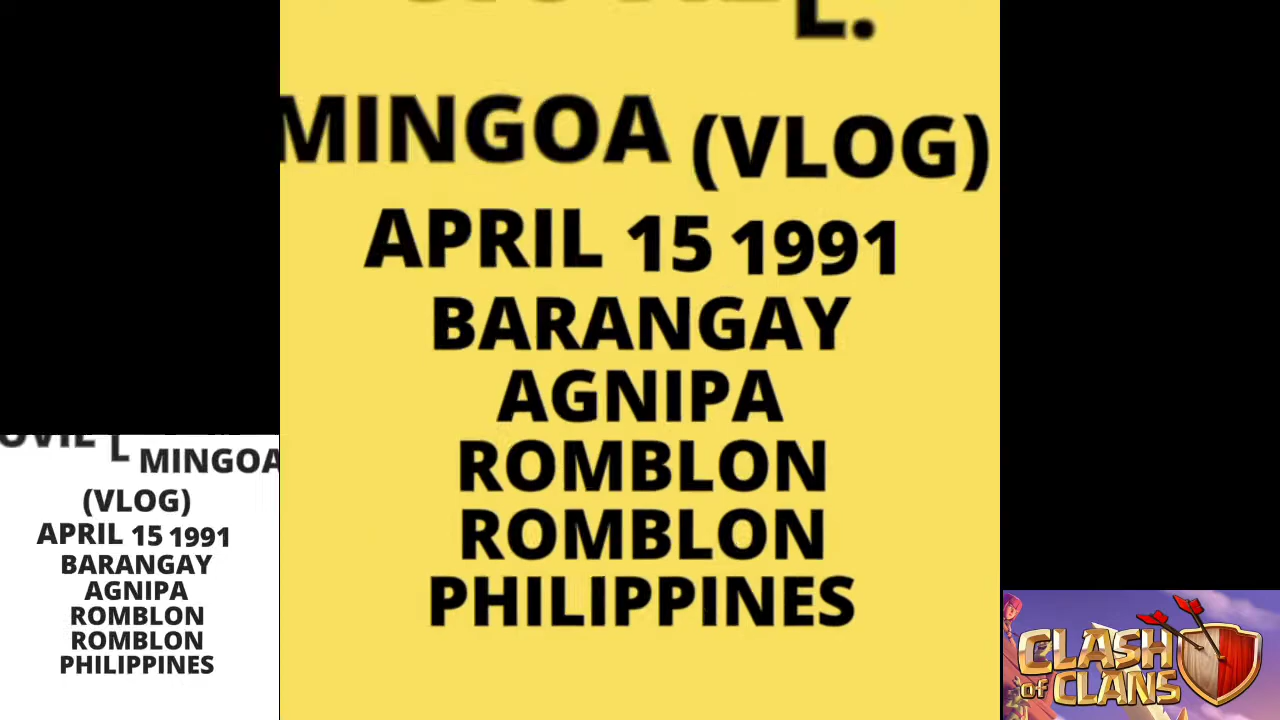 L.
MINGOA (VLOG)
APRIL 15 1991
BARANGAY
AGNIPA
ROMBLON
ROMBLON
PHILIPPINES
L MINGOA
(VLOG)
APRIL 15 1991
BARANGAY
AGNIPA
ROMBLON
ROMBLON
PHILIPPINES
CLASH
of CLANS